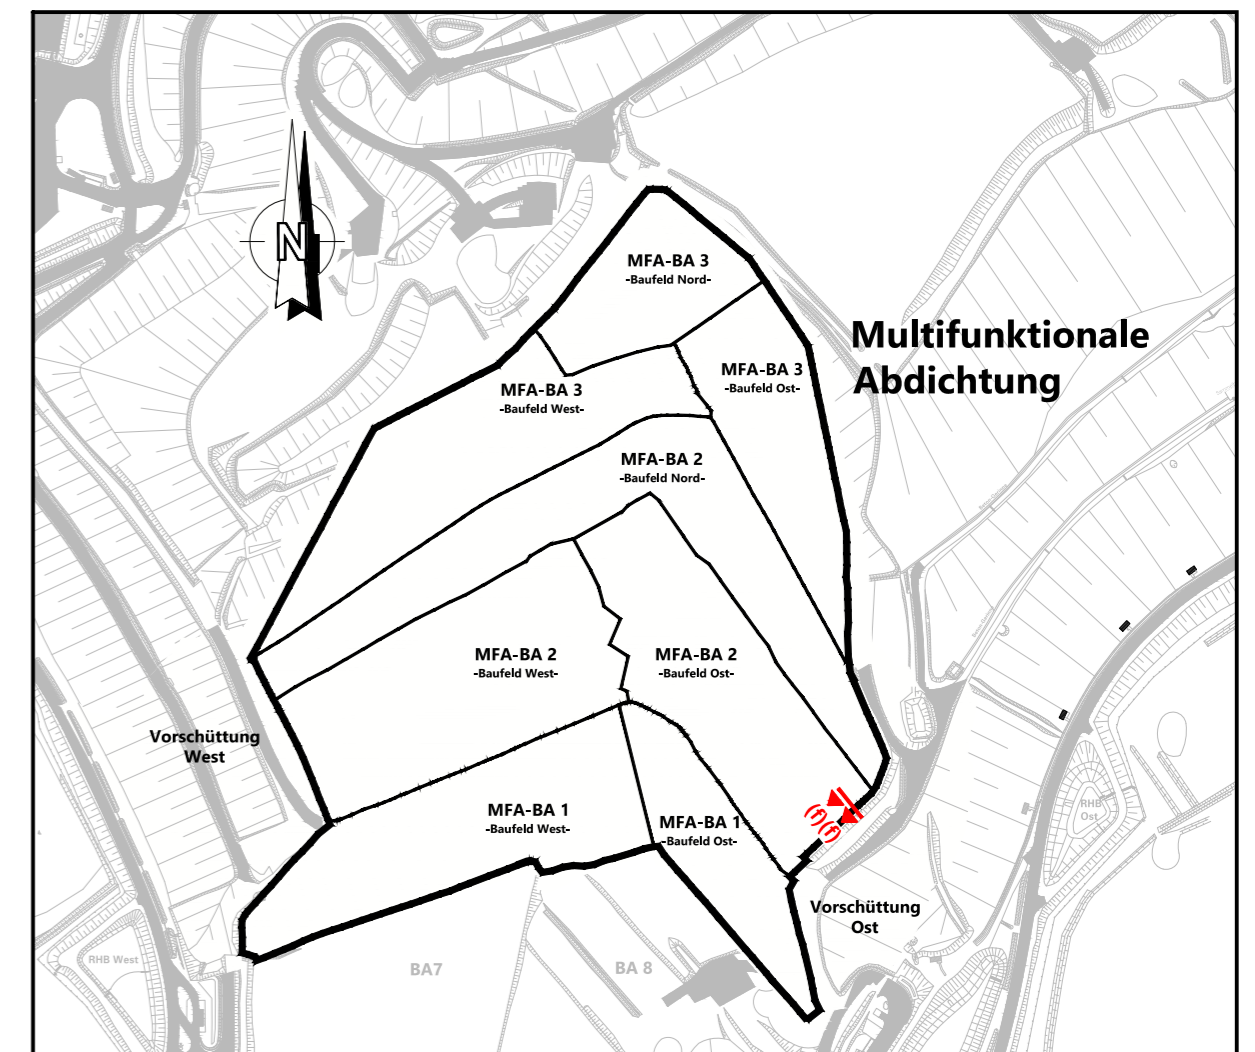 N
MFA-BA 3
-Baufeld Nord-
Multifunktionale
Abdichtung
MFA-BA 3
-Baufeld Ost-
MFA-BA 3
-Baufeld West-
MFA-BA 2
-Baufeld Nord-
MFA-BA 2
-Baufeld West-
MFA-BA 2
-Baufeld Ost-
Vorschüttung
West
MFA-BA 1
-Baufeld West-
MFA-BA 1
-Baufeld Ost-
(f)(f)
RHB
Ost
Vorschüttung
Ost
RHB West
BA7
BA 8